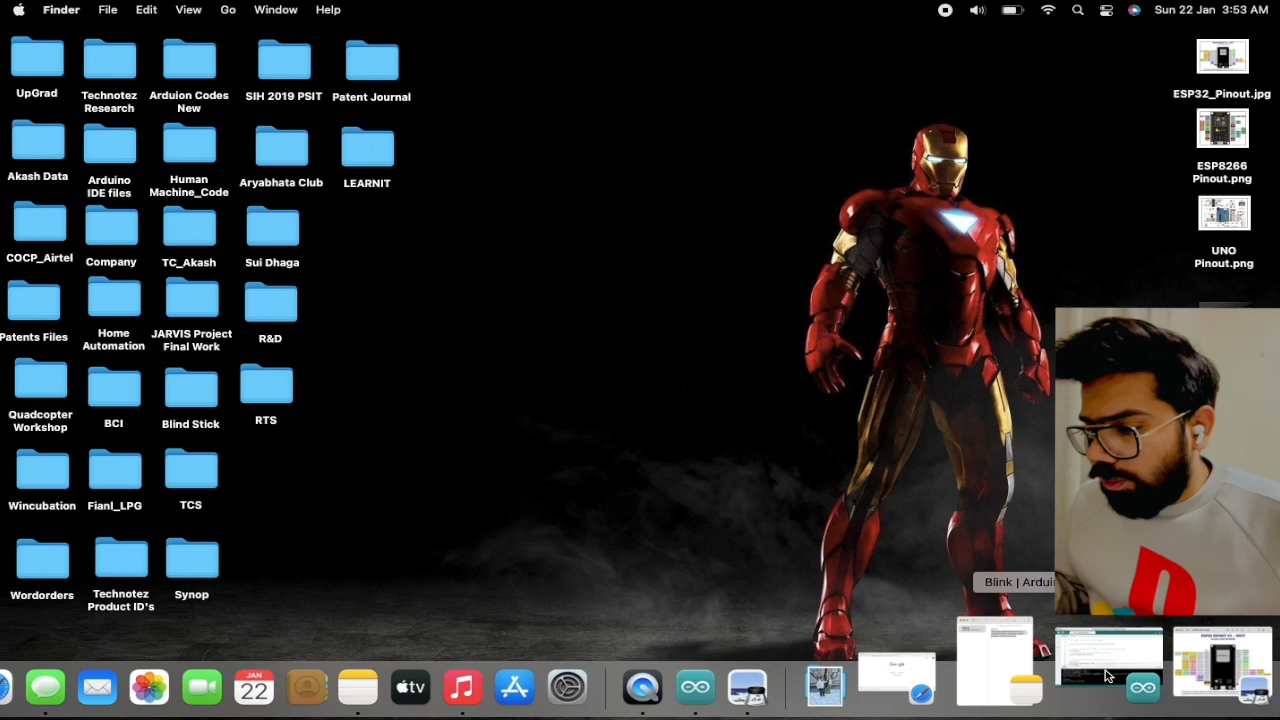 Finder File Edit View Go Window Help
Sun 22 Jan 3:53 AM
UpGrad
Technotez
Research
Arduion Codes
New
SIH 2019 PSIT
Patent Journal
Akash Data
Arduino
IDE files
Human
Machine_Code
Aryabhata Club
LEARNIT
COCP_Airtel
Company
TC_Akash
Sui Dhaga
Patents Files
Home
Automation
JARVIS Project
Final Work
R&D
Quadcopter
Workshop
BCI
Blind Stick
RTS
Wincubation
Fianl_LPG
TCS
Wordorders
Technotez
Product ID's
Synop
ESP32_Pinout.jpg
ESP8266
Pinout.png
UNO
Pinout.png
Blink | Ardui
JAN
22
tv
Google